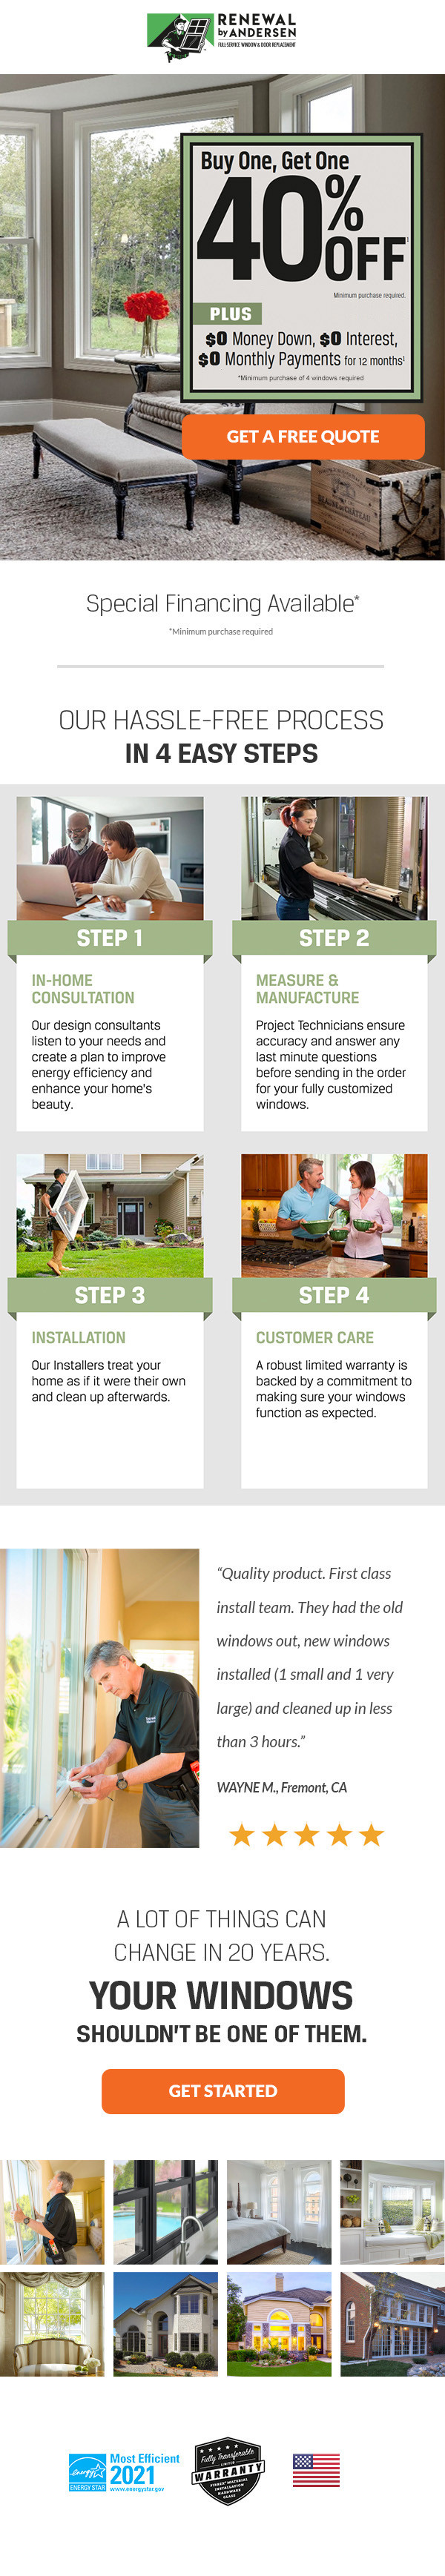 RENEWAL
by ANDERSEN
FULL-SERVICE WINDOW & DOOR REPLACEMENT
Buy One, Get One
40% OFF¹
Minimum purchase required.
PLUS
$0 Money Down, $0 Interest,
$0 Monthly Payments for 12 months¹
*Minimum purchase of 4 windows required
GET A FREE QUOTE
Special Financing Available*
*Minimum purchase required
OUR HASSLE-FREE PROCESS
IN 4 EASY STEPS
STEP 1
IN-HOME
CONSULTATION
Our design consultants
listen to your needs and
create a plan to improve
energy efficiency and
enhance your home's
beauty.
STEP 2
MEASURE &
MANUFACTURE
Project Technicians ensure
accuracy and answer any
last minute questions
before sending in the order
for your fully customized
windows.
STEP 3
INSTALLATION
Our Installers treat your
home as if it were their own
and clean up afterwards.
STEP 4
CUSTOMER CARE
A robust limited warranty is
backed by a commitment to
making sure your windows
function as expected.
“Quality product. First class
install team. They had the old
windows out, new windows
installed (1 small and 1 very
large) and cleaned up in less
than 3 hours.”
WAYNE M., Fremont, CA
A LOT OF THINGS CAN
CHANGE IN 20 YEARS.
YOUR WINDOWS
SHOULDN'T BE ONE OF THEM.
GET STARTED
energy
ENERGY STAR
Most Efficient
2021
www.energystar.gov
Fully Transferable
LIMITED
WARRANTY
FIBREX® MATERIAL
INSTALLATION
HARDWARE
GLASS